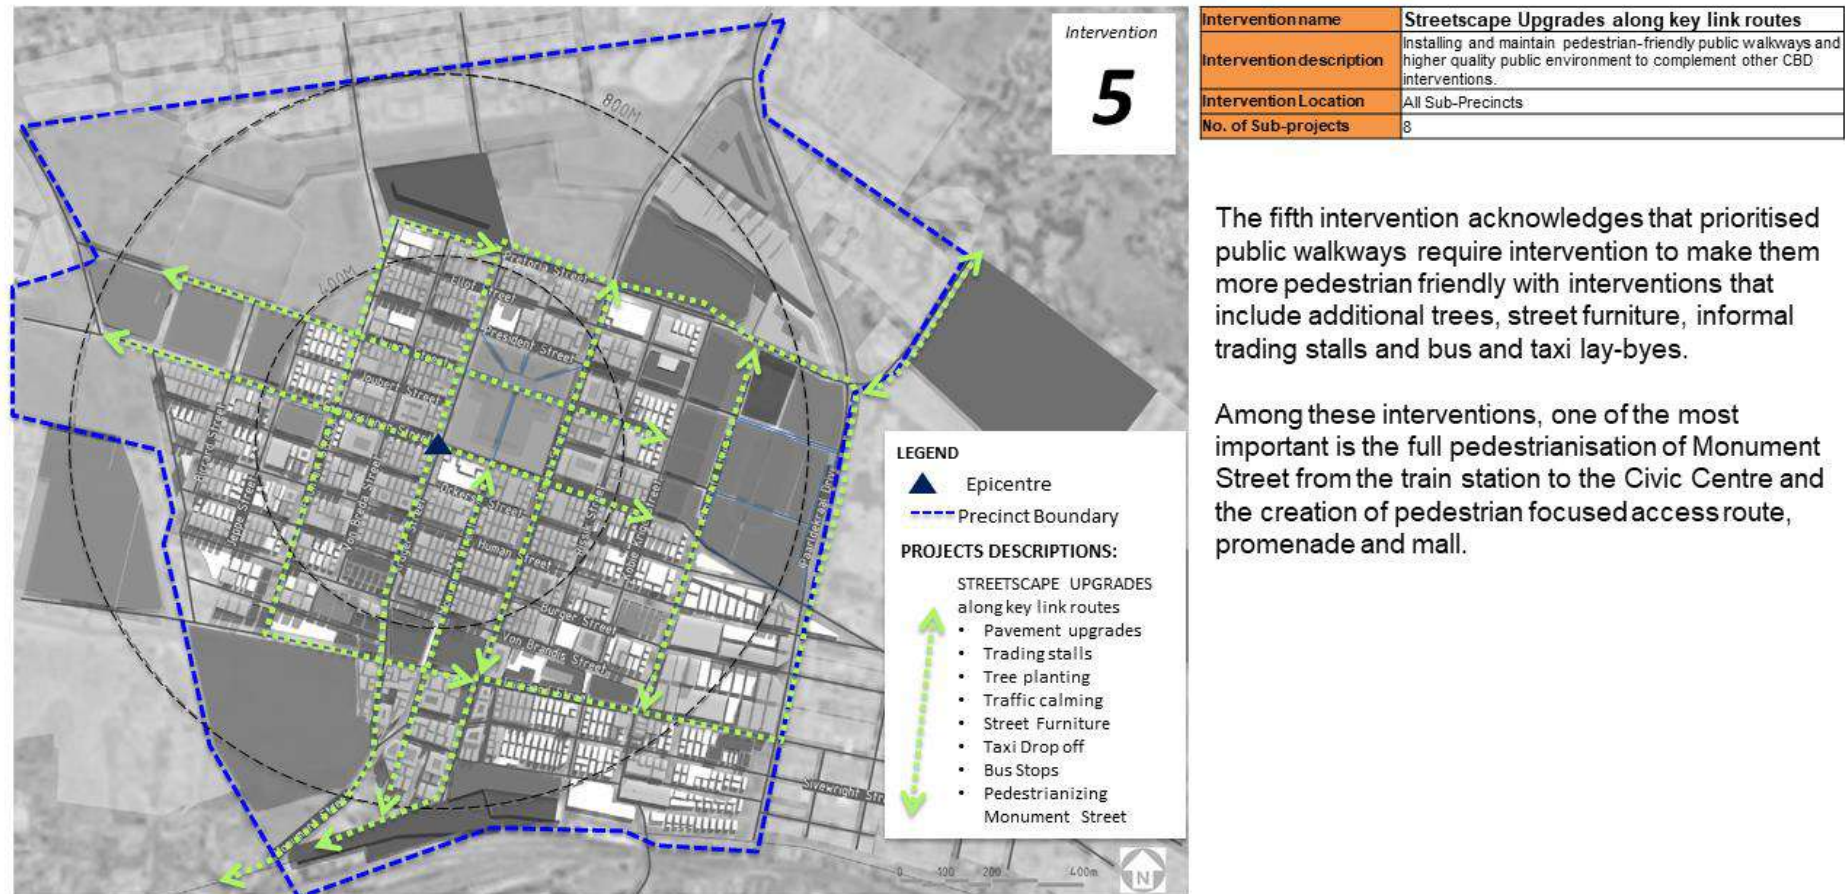 Intervention
5
800M
400M
Pretoria Street
Eliot Street
President Street
Joubert Street
Street
Human Street
Burger Street
Von Brandis Street
Street
Monument Street
LEGEND
Epicentre
Precinct Boundary
PROJECTS DESCRIPTIONS:
STREETSCAPE UPGRADES
along key link routes
• Pavement upgrades
• Trading stalls
• Tree planting
• Traffic calming
• Street Furniture
• Taxi Drop off
• Bus Stops
• Pedestrianizing
Monument Street
0 100 200 400m
N
Intervention name Streetscape Upgrades along key link routes
Intervention description Installing and maintain pedestrian-friendly public walkways and
higher quality public environment to complement other CBD
interventions.
Intervention Location All Sub-Precincts
No. of Sub-projects 8
The fifth intervention acknowledges that prioritised
public walkways require intervention to make them
more pedestrian friendly with interventions that
include additional trees, street furniture, informal
trading stalls and bus and taxi lay-byes.
Among these interventions, one of the most
important is the full pedestrianisation of Monument
Street from the train station to the Civic Centre and
the creation of pedestrian focused access route,
promenade and mall.